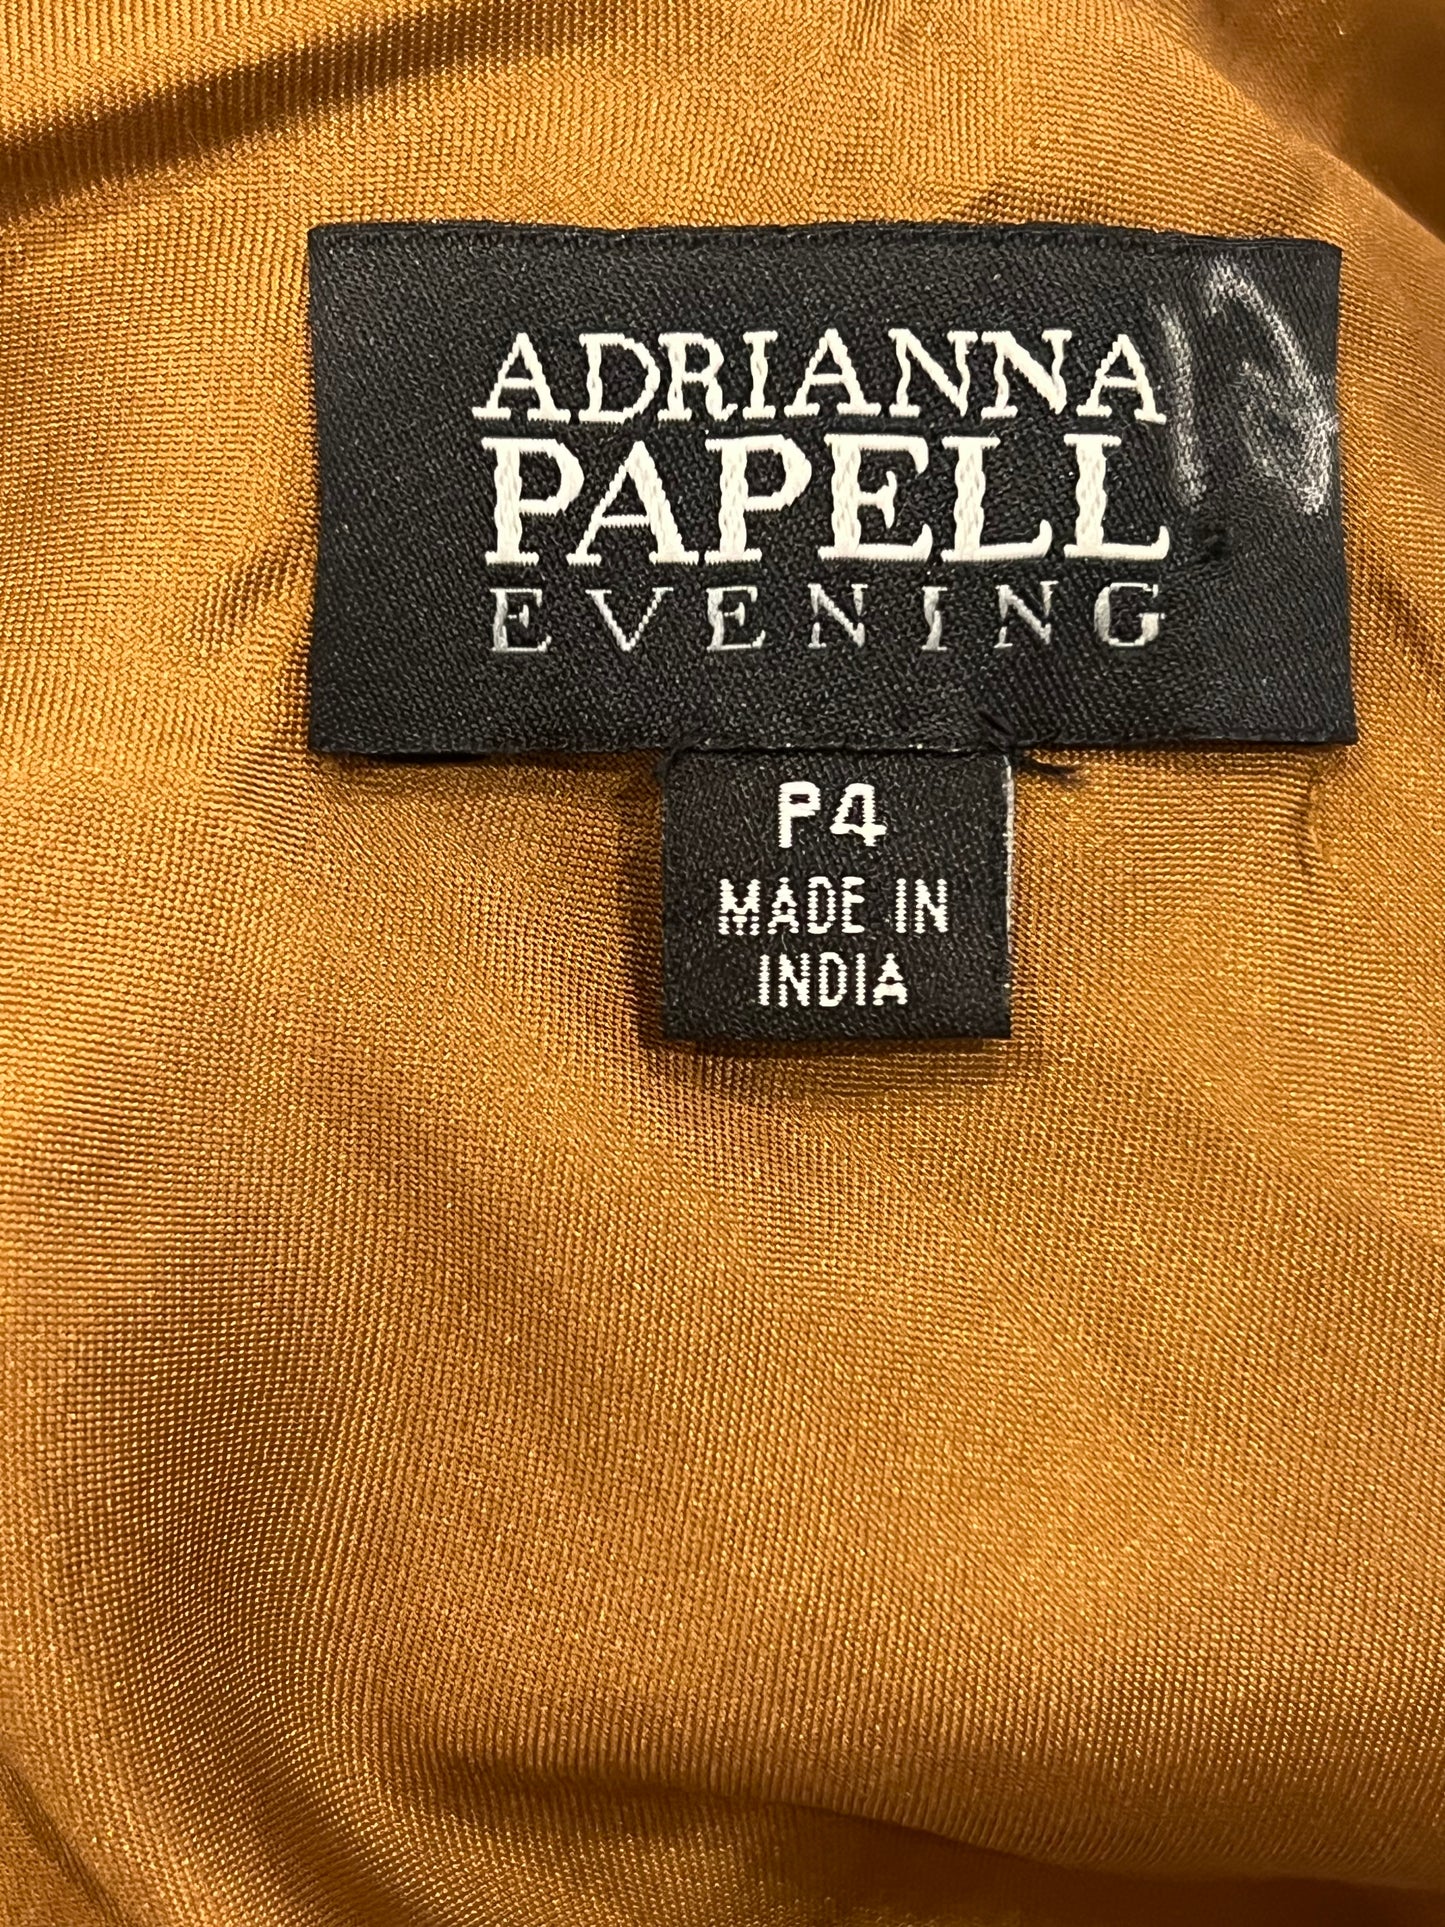 ADRIANNA
PAPELL
EVENING
P4
MADE IN
INDIA